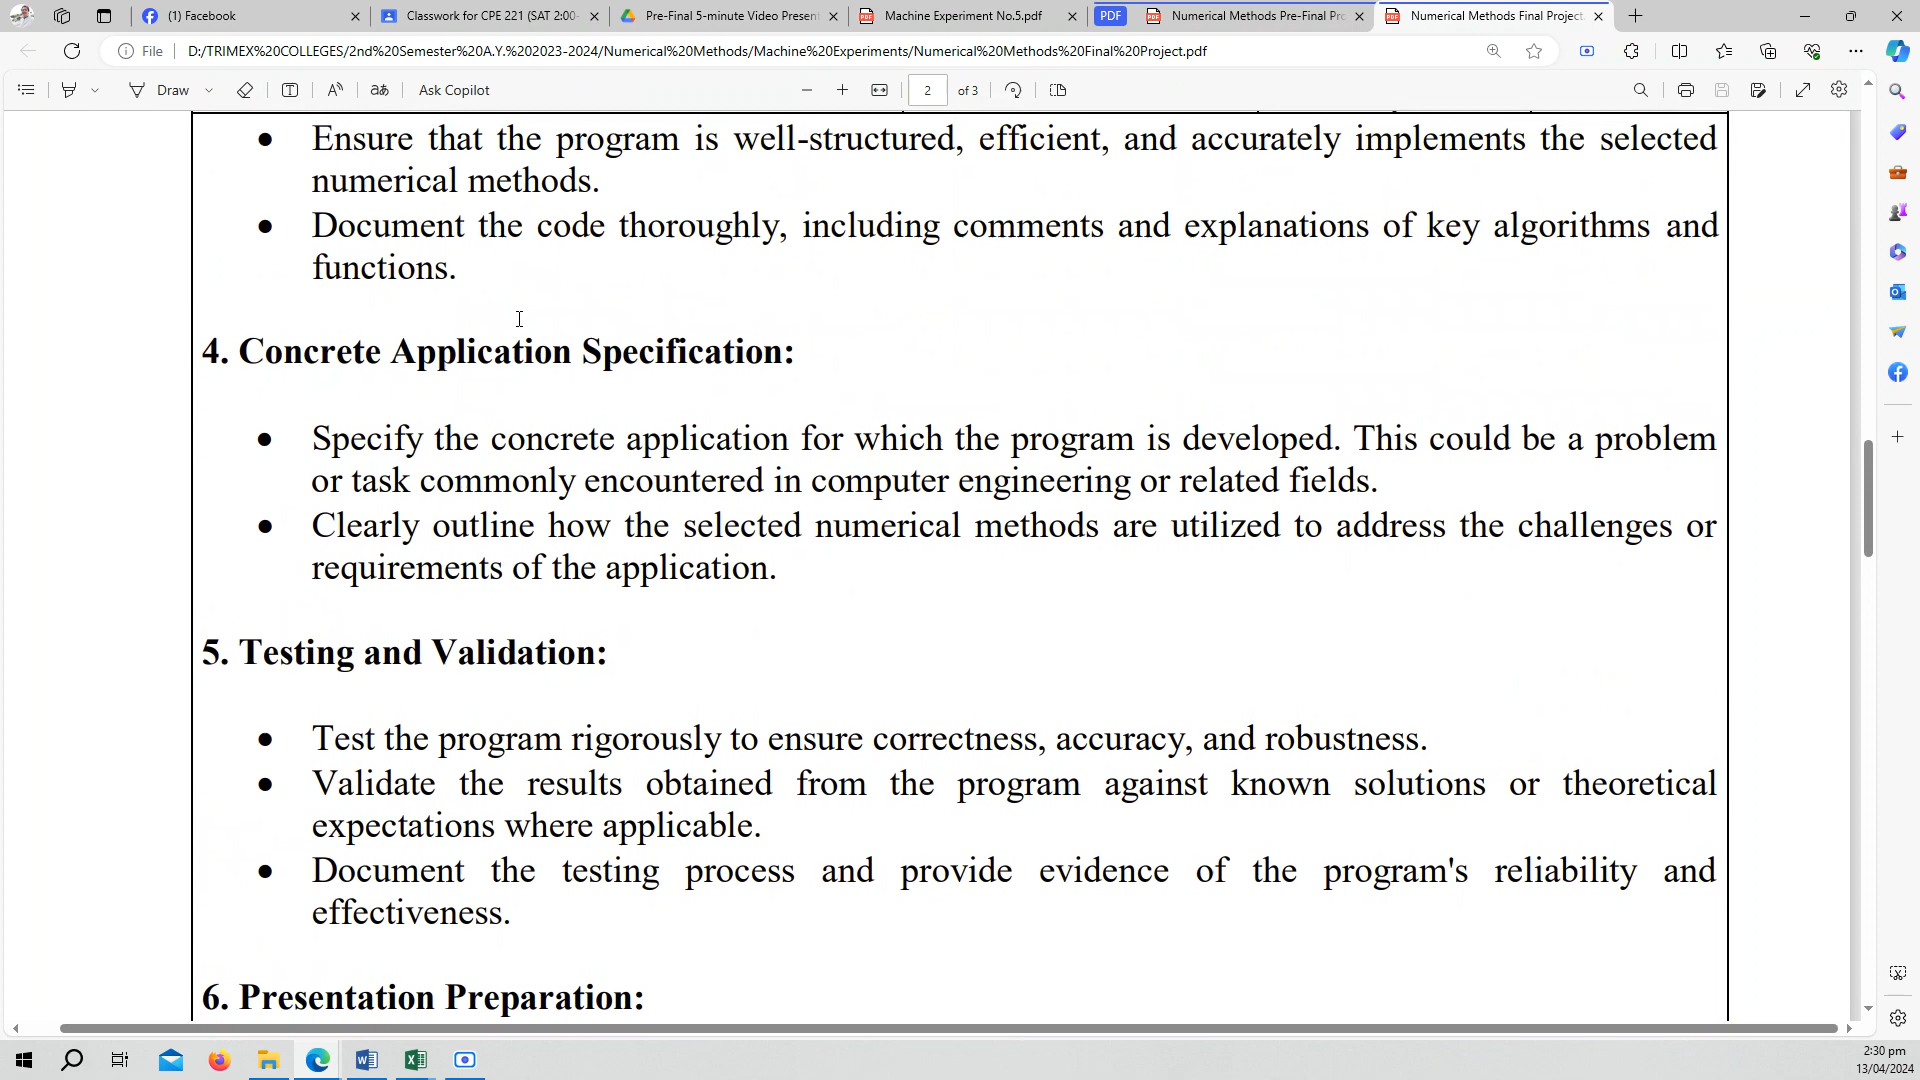 (1) Facebook
Classwork for CPE 221 (SAT 2:00-
Pre-Final 5-minute Video Present
Machine Experiment No.5.pdf
PDF
Numerical Methods Pre-Final Pro
Numerical Methods Final Project.
File
D:/TRIMEX%20COLLEGES/2nd%20Semester%20A.Y.%202023-2024/Numerical%20Methods/Machine%20Experiments/Numerical%20Methods%20Final%20Project.pdf
Draw
Ask Copilot
2 of 3
• Ensure that the program is well-structured, efficient, and accurately implements the selected
numerical methods.
• Document the code thoroughly, including comments and explanations of key algorithms and
functions.
4. Concrete Application Specification:
• Specify the concrete application for which the program is developed. This could be a problem
or task commonly encountered in computer engineering or related fields.
• Clearly outline how the selected numerical methods are utilized to address the challenges or
requirements of the application.
5. Testing and Validation:
• Test the program rigorously to ensure correctness, accuracy, and robustness.
• Validate the results obtained from the program against known solutions or theoretical
expectations where applicable.
• Document the testing process and provide evidence of the program's reliability and
effectiveness.
6. Presentation Preparation:
2:30 pm
13/04/2024